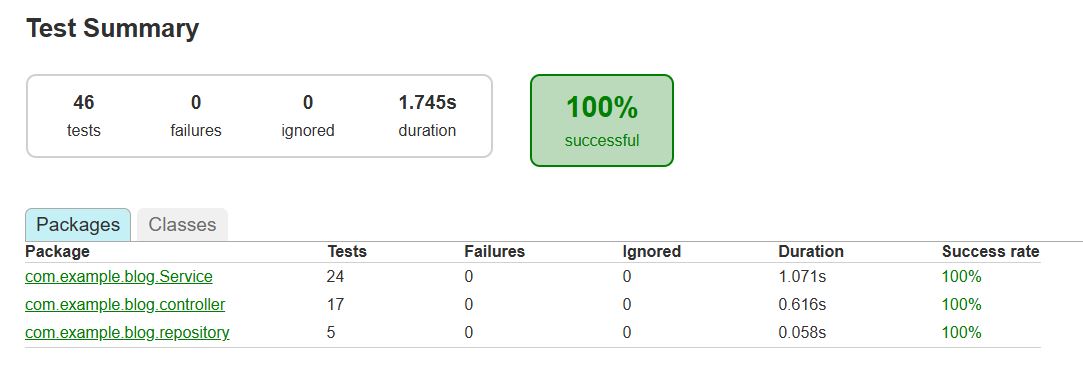 Test Summary
46 0 0 1.745s
tests failures ignored duration
100%
successful
Packages Classes
Package Tests Failures Ignored Duration Success rate
com.example.blog.Service 24 0 0 1.071s 100%
com.example.blog.controller 17 0 0 0.616s 100%
com.example.blog.repository 5 0 0 0.058s 100%